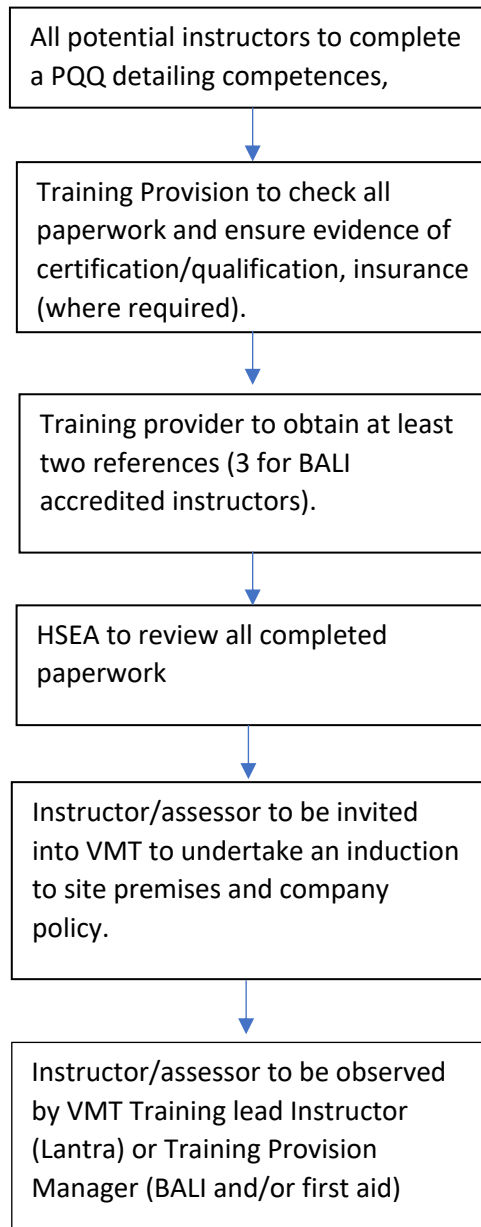 All potential instructors to complete
a PQQ detailing competences,
Training Provision to check all
paperwork and ensure evidence of
certification/qualification, insurance
(where required).
Training provider to obtain at least
two references (3 for BALI
accredited instructors).
HSEA to review all completed
paperwork
Instructor/assessor to be invited
into VMT to undertake an induction
to site premises and company
policy.
Instructor/assessor to be observed
by VMT Training lead Instructor
(Lantra) or Training Provision
Manager (BALI and/or first aid)